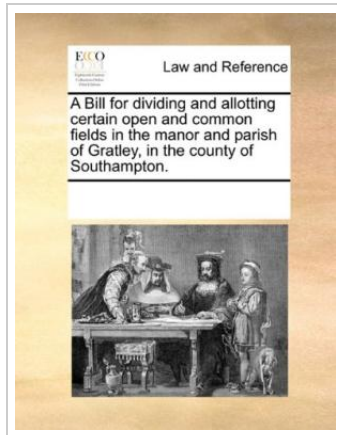 ECCO
Law and Reference
A Bill for dividing and allotting
certain open and common
fields in the manor and parish
of Gratley, in the county of
Southampton.